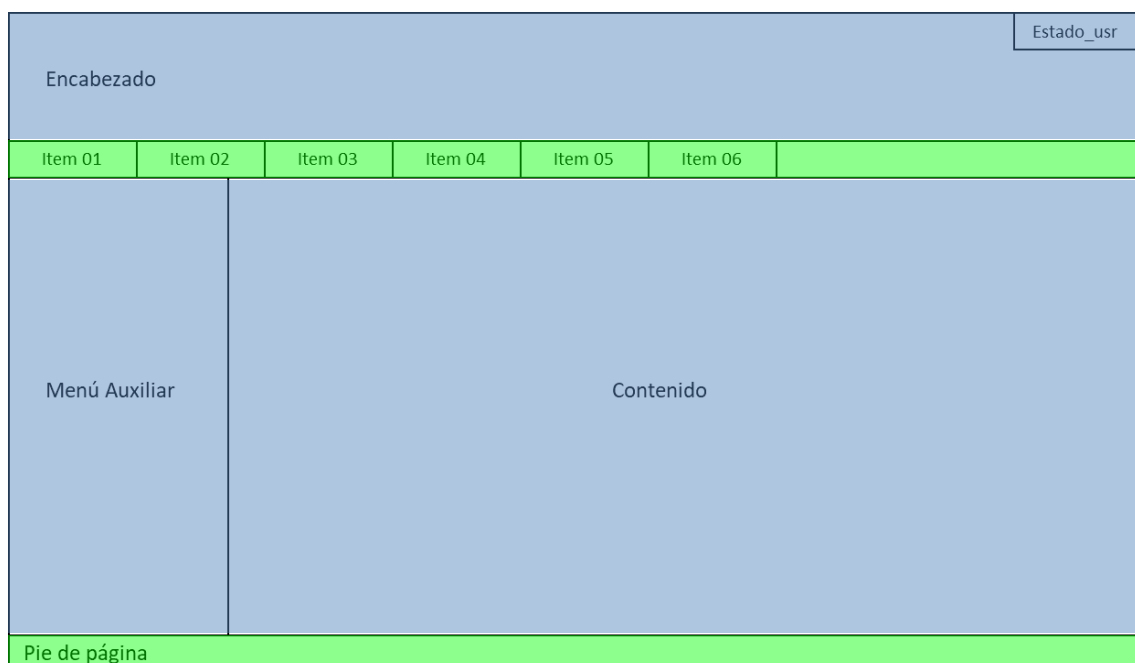 Estado_usr
Encabezado
Item 01 Item 02 Item 03 Item 04 Item 05 Item 06
Menú Auxiliar Contenido
Pie de página